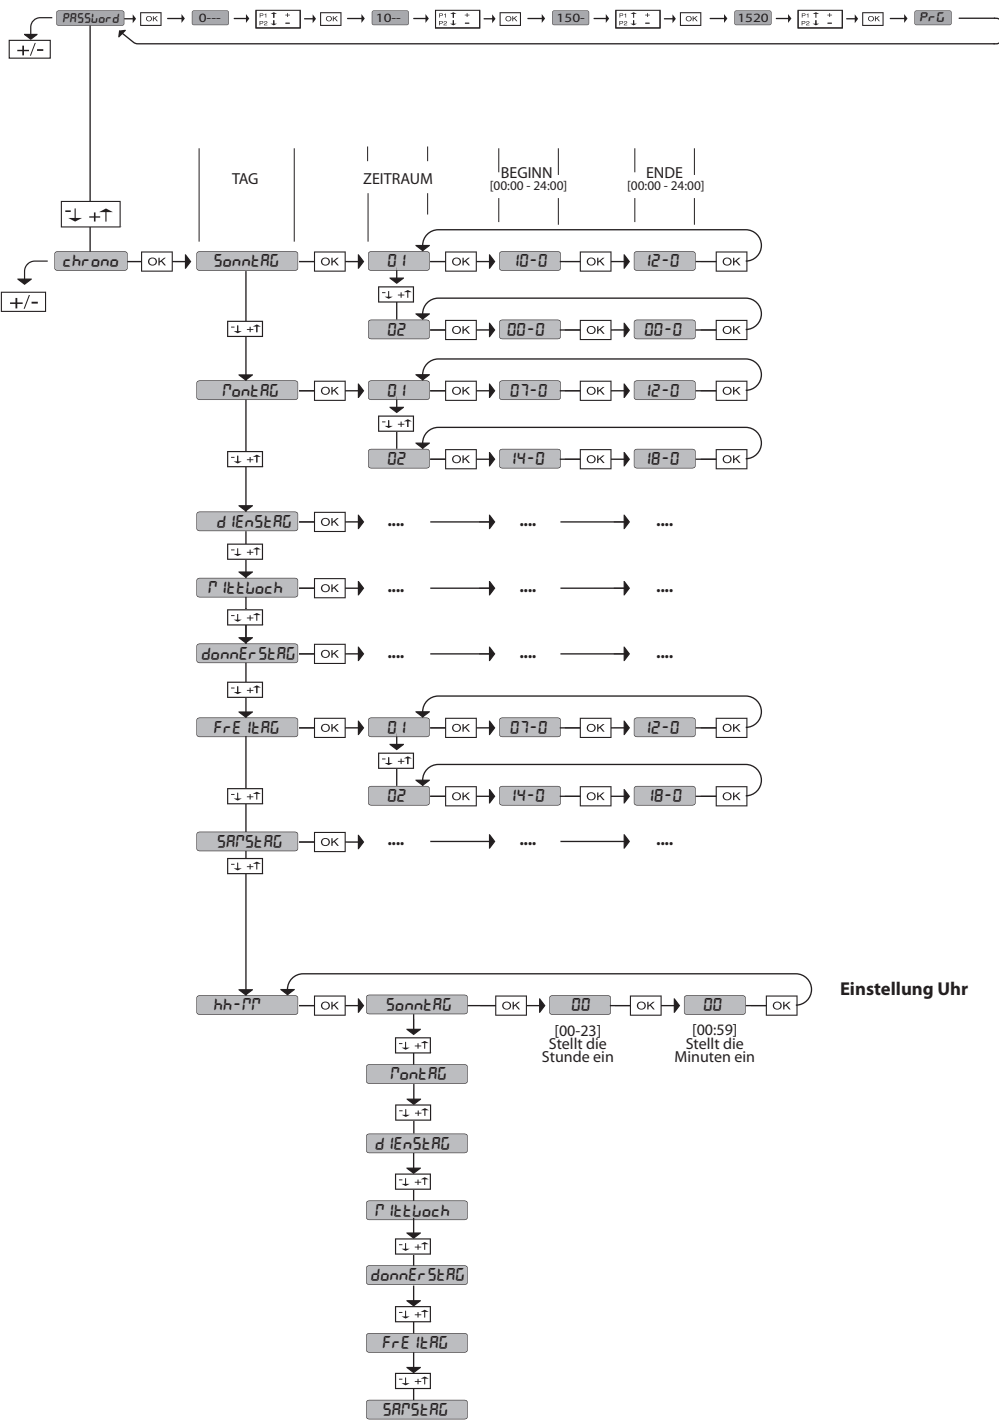 PASSword OK 0--- P1 ↑ + P2 ↓ - OK 10-- P1 ↑ + P2 ↓ - OK 150- P1 ↑ + P2 ↓ - OK 1520 P1 ↑ + P2 ↓ - OK PrG
+/-
TAG ZEITRAUM BEGINN ENDE
[00:00 - 24:00] [00:00 - 24:00]
-↓ +↑
chrono OK SonntAG OK 01 OK 10-0 OK 12-0 OK
+/-
-↓ +↑
-↓ +↑ 02 OK 00-0 OK 00-0 OK
MontAG OK 01 OK 07-0 OK 12-0 OK
-↓ +↑
-↓ +↑ 02 OK 14-0 OK 18-0 OK
dIEnStAG OK .... .... ....
-↓ +↑
MIttwoch OK .... .... ....
-↓ +↑
donnErStAG OK .... .... ....
-↓ +↑
FrEItAG OK 01 OK 07-0 OK 12-0 OK
-↓ +↑
-↓ +↑ 02 OK 14-0 OK 18-0 OK
SAMStAG OK .... .... ....
-↓ +↑
hh-MM OK SonntAG OK 00 OK 00 OK
Einstellung Uhr
[00-23] [00:59]
Stellt die Stellt die
Stunde ein Minuten ein
-↓ +↑
MontAG
-↓ +↑
dIEnStAG
-↓ +↑
MIttwoch
-↓ +↑
donnErStAG
-↓ +↑
FrEItAG
-↓ +↑
SAMStAG